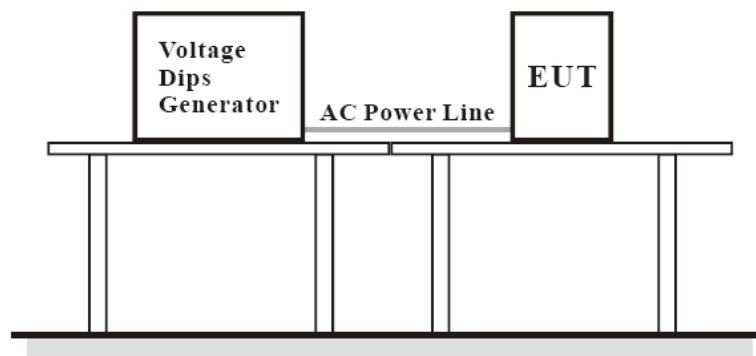 Voltage
Dips
Generator
AC Power Line
EUT